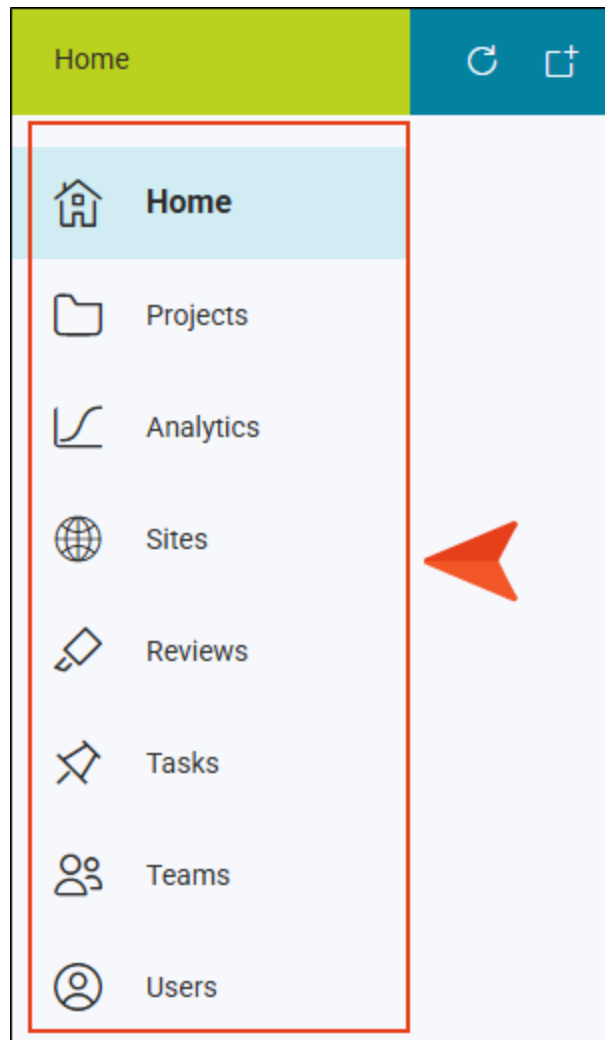 Home
Home
Projects
Analytics
Sites
Reviews
Tasks
Teams
Users